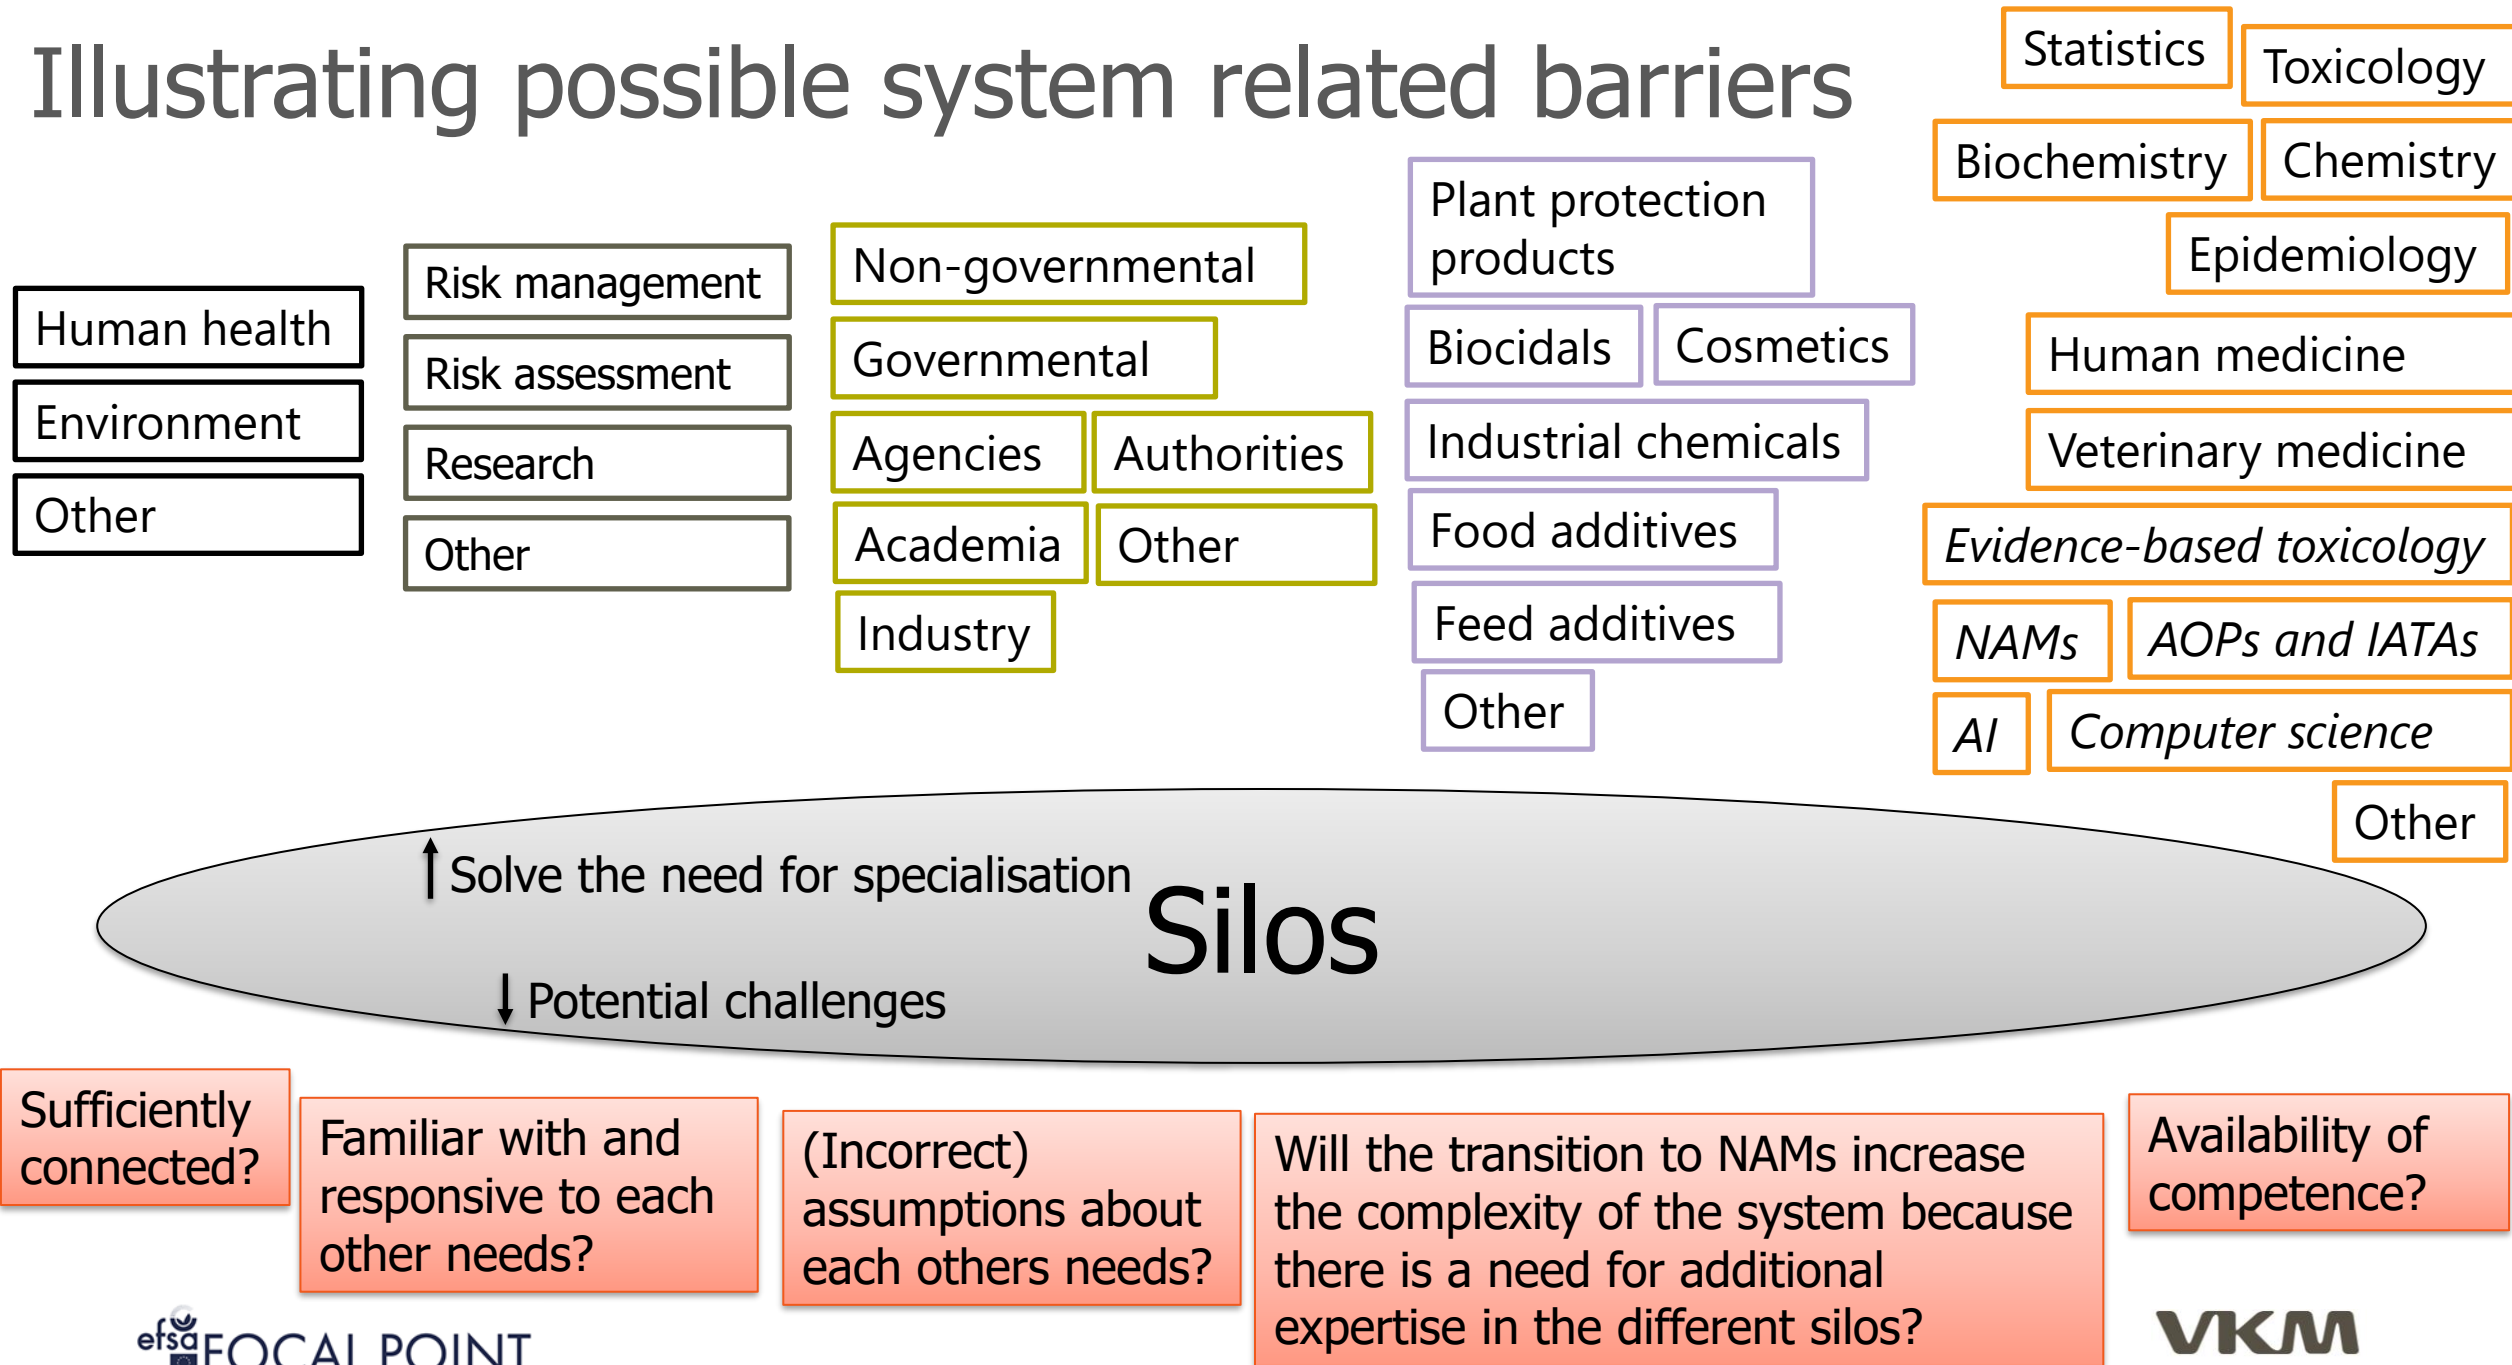 Illustrating possible system related barriers
Human health
Environment
Other
Risk management
Risk assessment
Research
Other
Non-governmental
Governmental
Agencies
Authorities
Academia
Other
Industry
Plant protection
products
Biocidals
Cosmetics
Industrial chemicals
Food additives
Feed additives
Other
Statistics
Toxicology
Biochemistry
Chemistry
Epidemiology
Human medicine
Veterinary medicine
Evidence-based toxicology
NAMs
AOPs and IATAs
AI
Computer science
Other
↑ Solve the need for specialisation
Silos
↓ Potential challenges
Sufficiently
connected?
Familiar with and
responsive to each
other needs?
(Incorrect)
assumptions about
each others needs?
Will the transition to NAMs increase
the complexity of the system because
there is a need for additional
expertise in the different silos?
Availability of
competence?
efsa FOCAL POINT
VKM